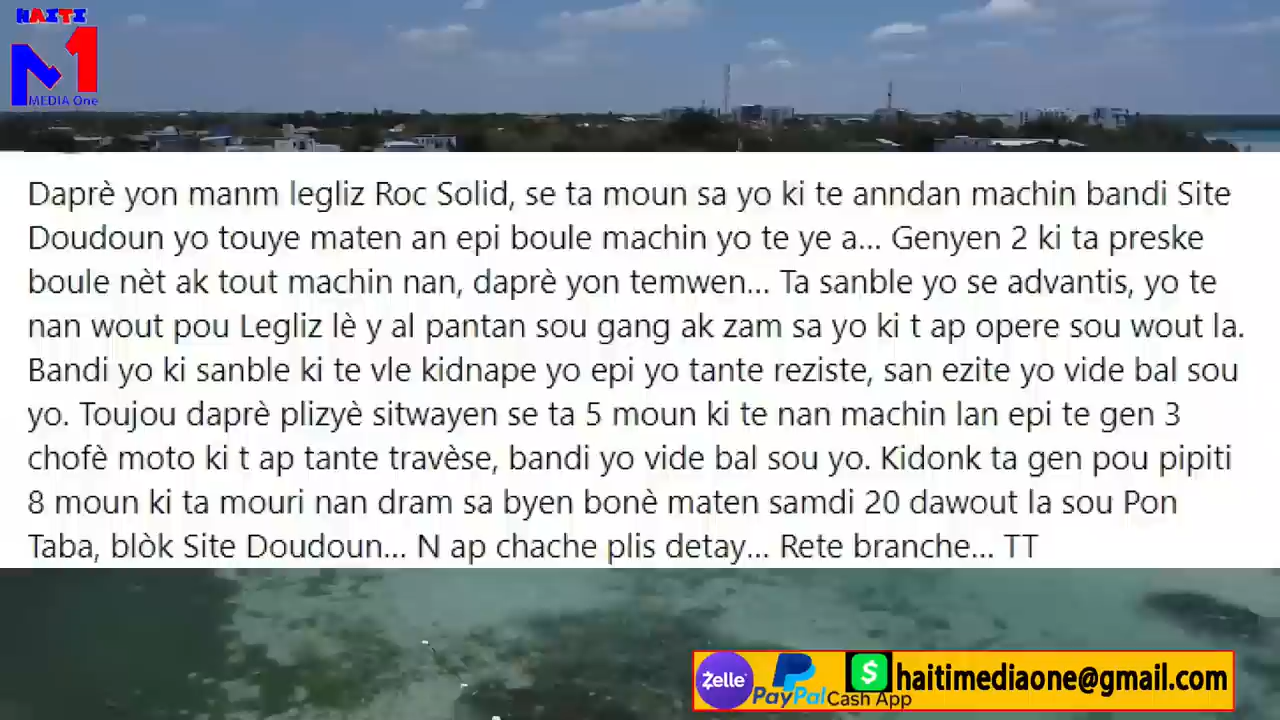 HAITI
M1
MEDIA One
Daprè yon manm legliz Roc Solid, se ta moun sa yo ki te anndan machin bandi Site
Doudoun yo touye maten an epi boule machin yo te ye a... Genyen 2 ki ta preske
boule nèt ak tout machin nan, daprè yon temwen... Ta sanble yo se advantis, yo te
nan wout pou Legliz lè y al pantan sou gang ak zam sa yo ki t ap opere sou wout la.
Bandi yo ki sanble ki te vle kidnape yo epi yo tante reziste, san ezite yo vide bal sou
yo. Toujou daprè plizyè sitwayen se ta 5 moun ki te nan machin lan epi te gen 3
chofè moto ki t ap tante travèse, bandi yo vide bal sou yo. Kidonk ta gen pou pipiti
8 moun ki ta mouri nan dram sa byen bonè maten samdi 20 dawout la sou Pon
Taba, blòk Site Doudoun... N ap chache plis detay... Rete branche... TT
Zelle PayPal $ Cash App haitimediaone@gmail.com